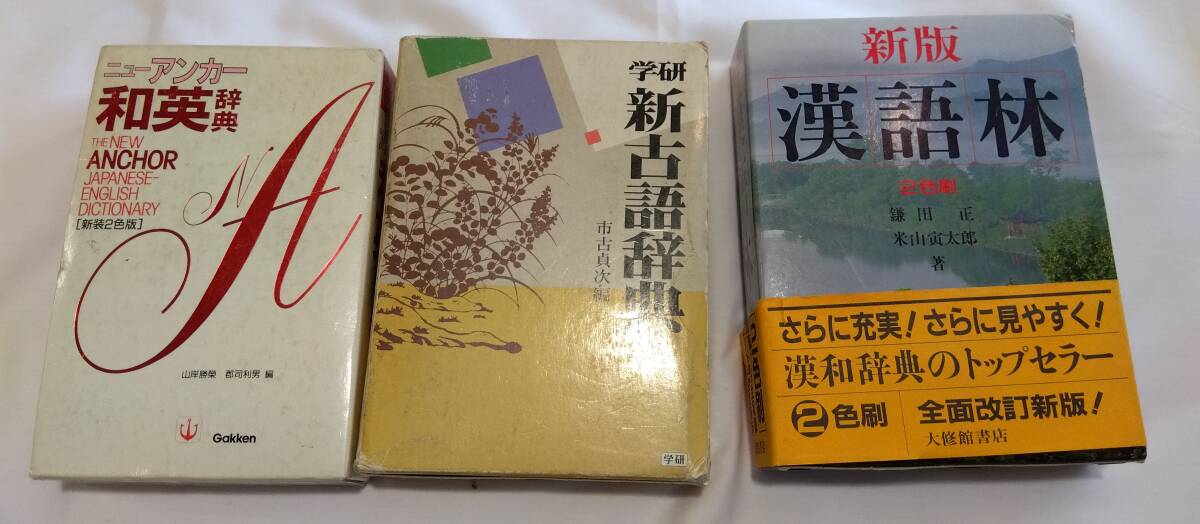 ニューアンカー
和英辞典
THE NEW
ANCHOR
JAPANESE-
ENGLISH
DICTIONARY
[新装2色版]
NA
山岸勝榮 郡司利男 編
Gakken
学研
新古語辞典
市古貞次編
学研
新版
漢語林
2色刷
鎌田 正
米山寅太郎
著
さらに充実!さらに見やすく!
漢和辞典のトップセラー
2色刷
全面改訂新版!
大修館書店